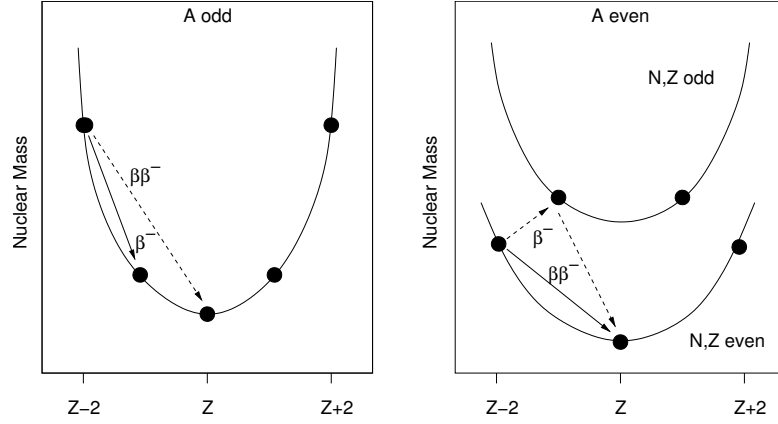 A odd
Nuclear Mass
ββ⁻
β⁻
Z−2
Z
Z+2
A even
Nuclear Mass
N,Z odd
β⁻
ββ⁻
N,Z even
Z−2
Z
Z+2